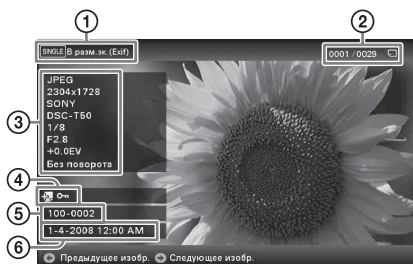 1
2
SINGLE В разм.эк.(Exif)
0001/0029
JPEG
2304x1728
SONY
DSC-T50
1/8
F2.8
+0.0EV
Без поворота
3
4
5
100-0002
1-4-2008 12:00 AM
6
Предыдущее изобр. Следующее изобр.